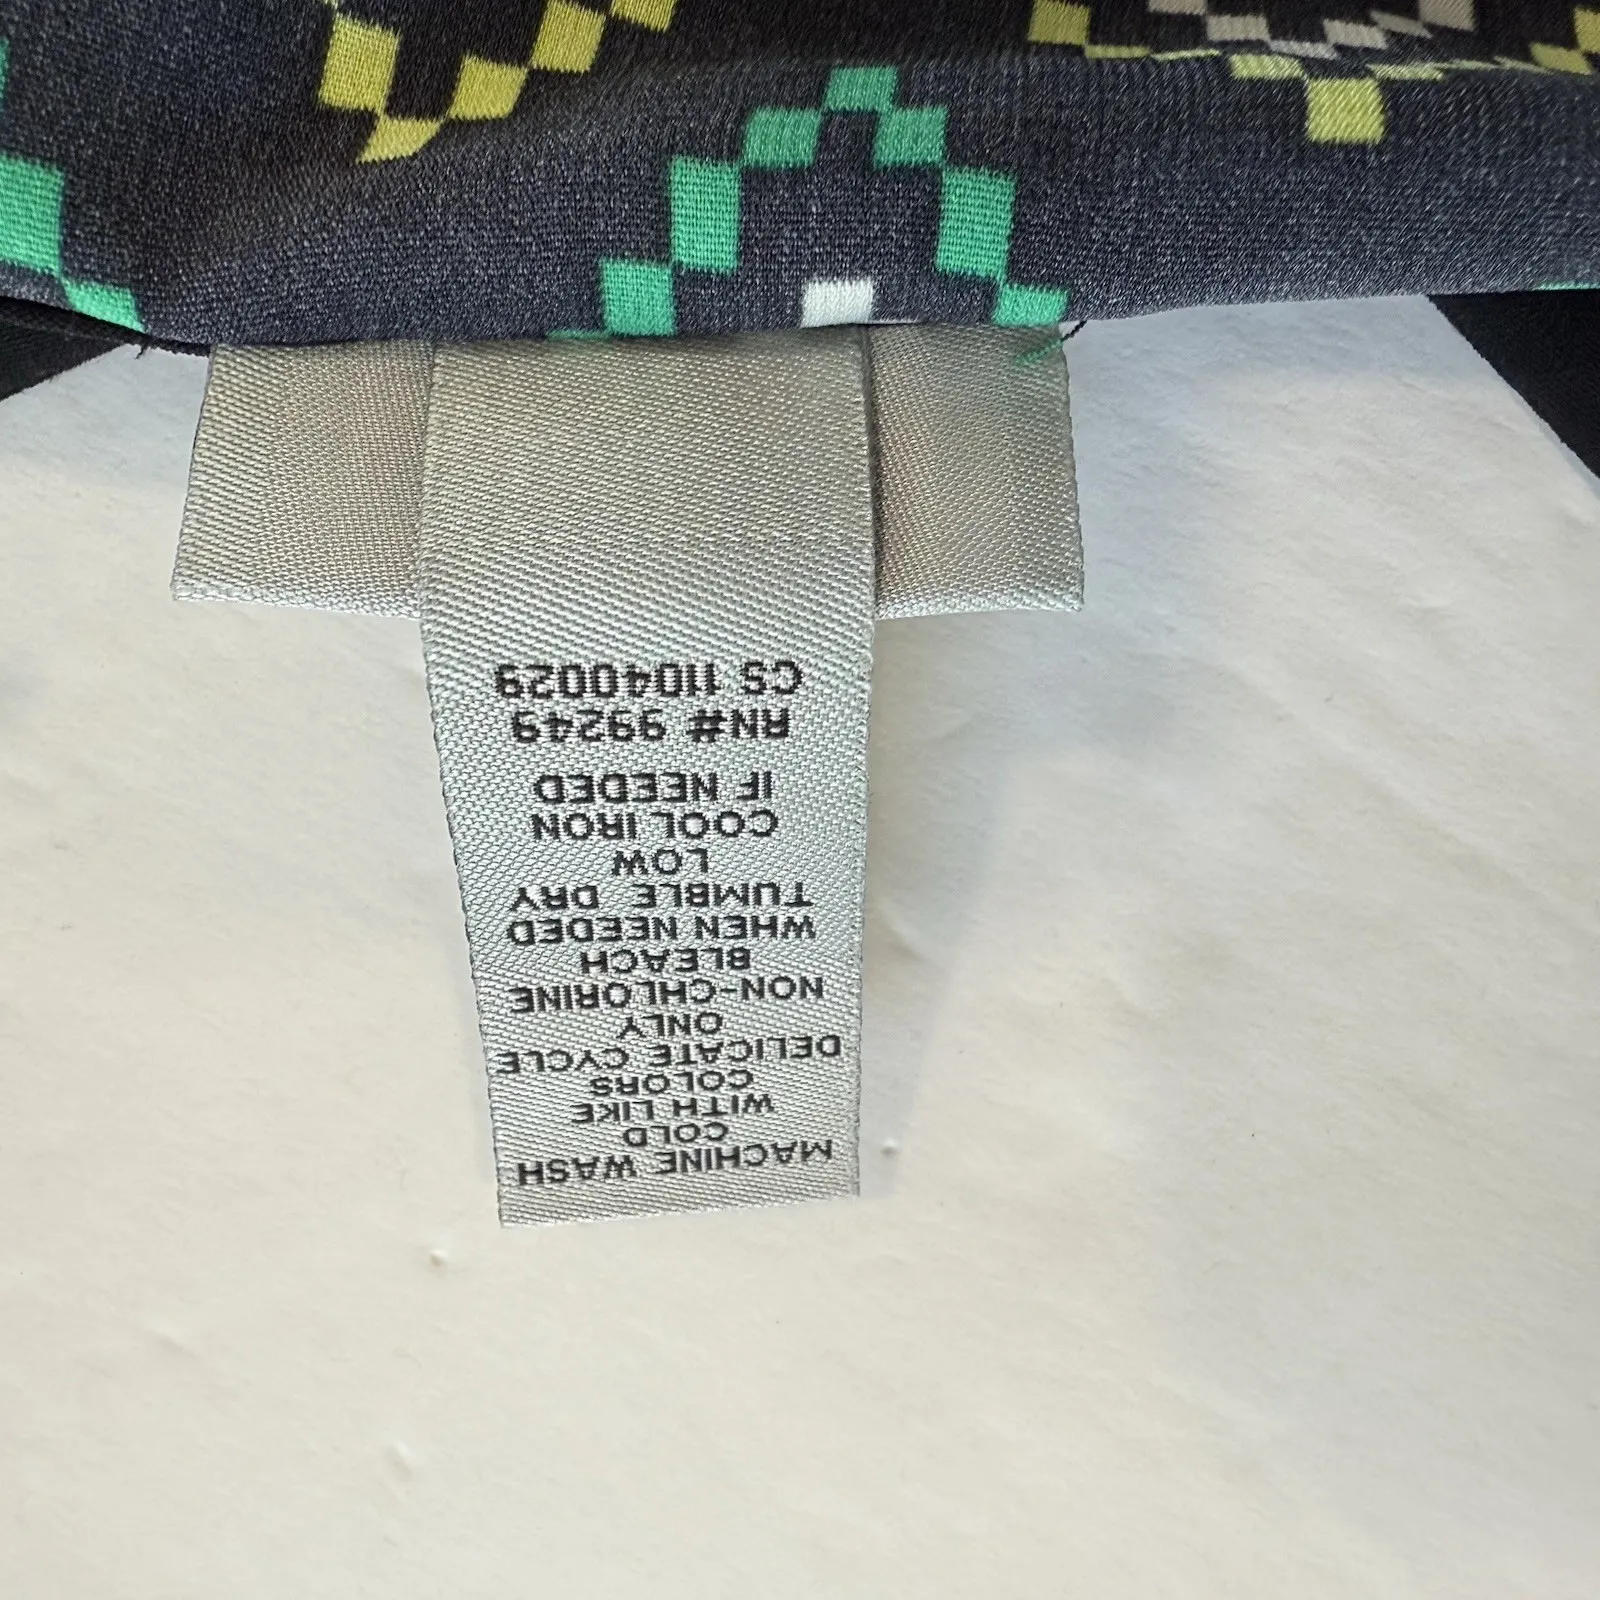 MACHINE WASH
COLD
WITH LIKE
COLORS
DELICATE CYCLE
ONLY
NON-CHLORINE
BLEACH
WHEN NEEDED
TUMBLE DRY
LOW
COOL IRON
IF NEEDED
RN# 99249
CS 11040029